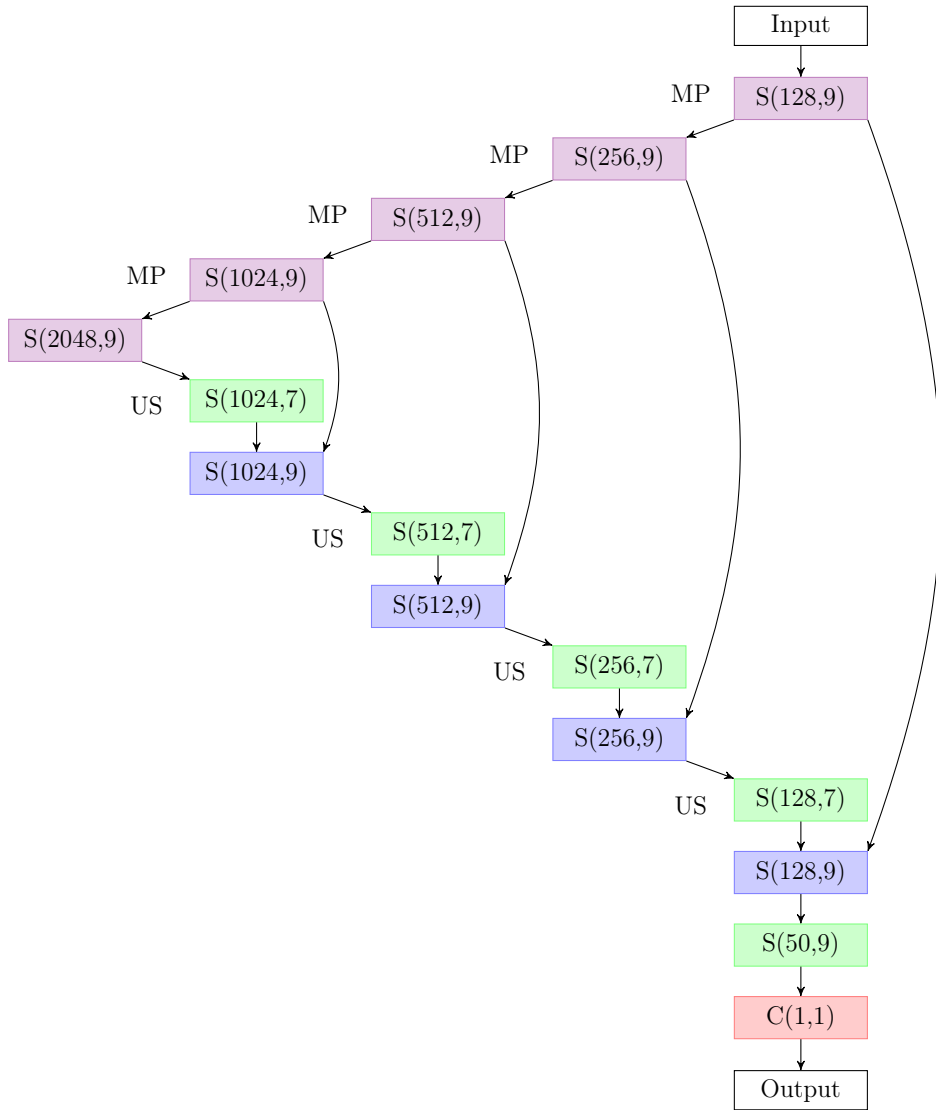 Input
MP
S(128,9)
MP
S(256,9)
MP
S(512,9)
MP
S(1024,9)
S(2048,9)
US
S(1024,7)
S(1024,9)
US
S(512,7)
S(512,9)
US
S(256,7)
S(256,9)
US
S(128,7)
S(128,9)
S(50,9)
C(1,1)
Output